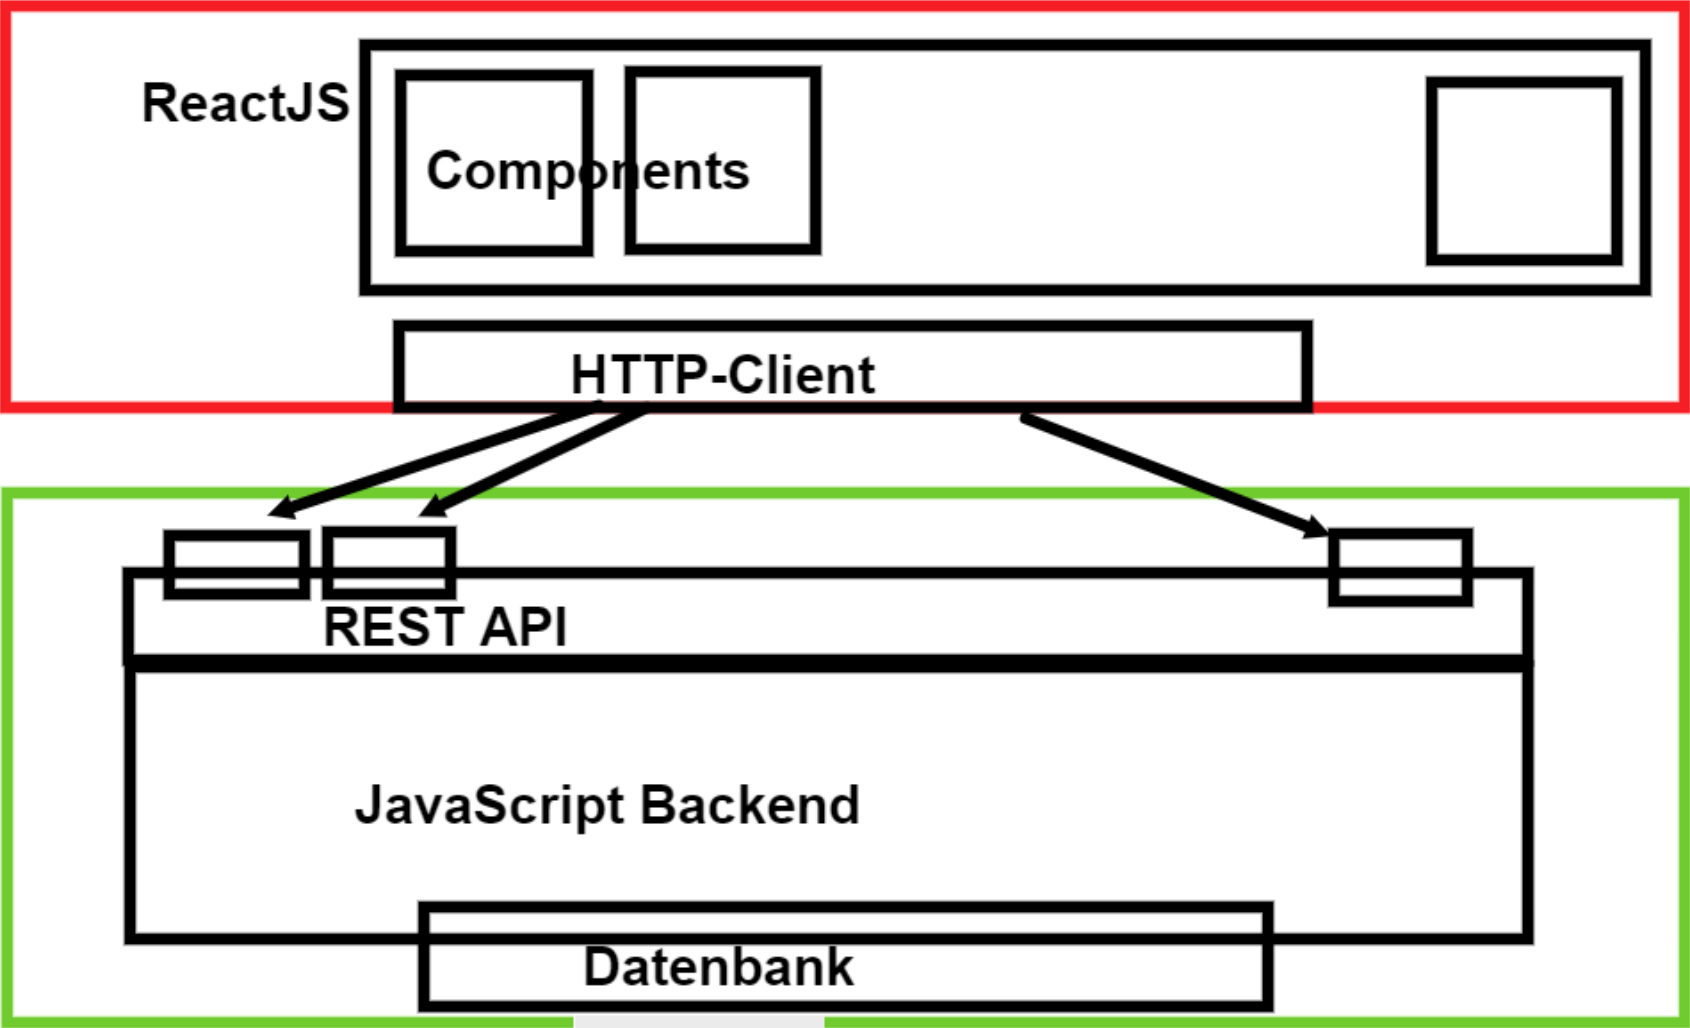 ReactJS
Components
HTTP-Client
REST API
JavaScript Backend
Datenbank